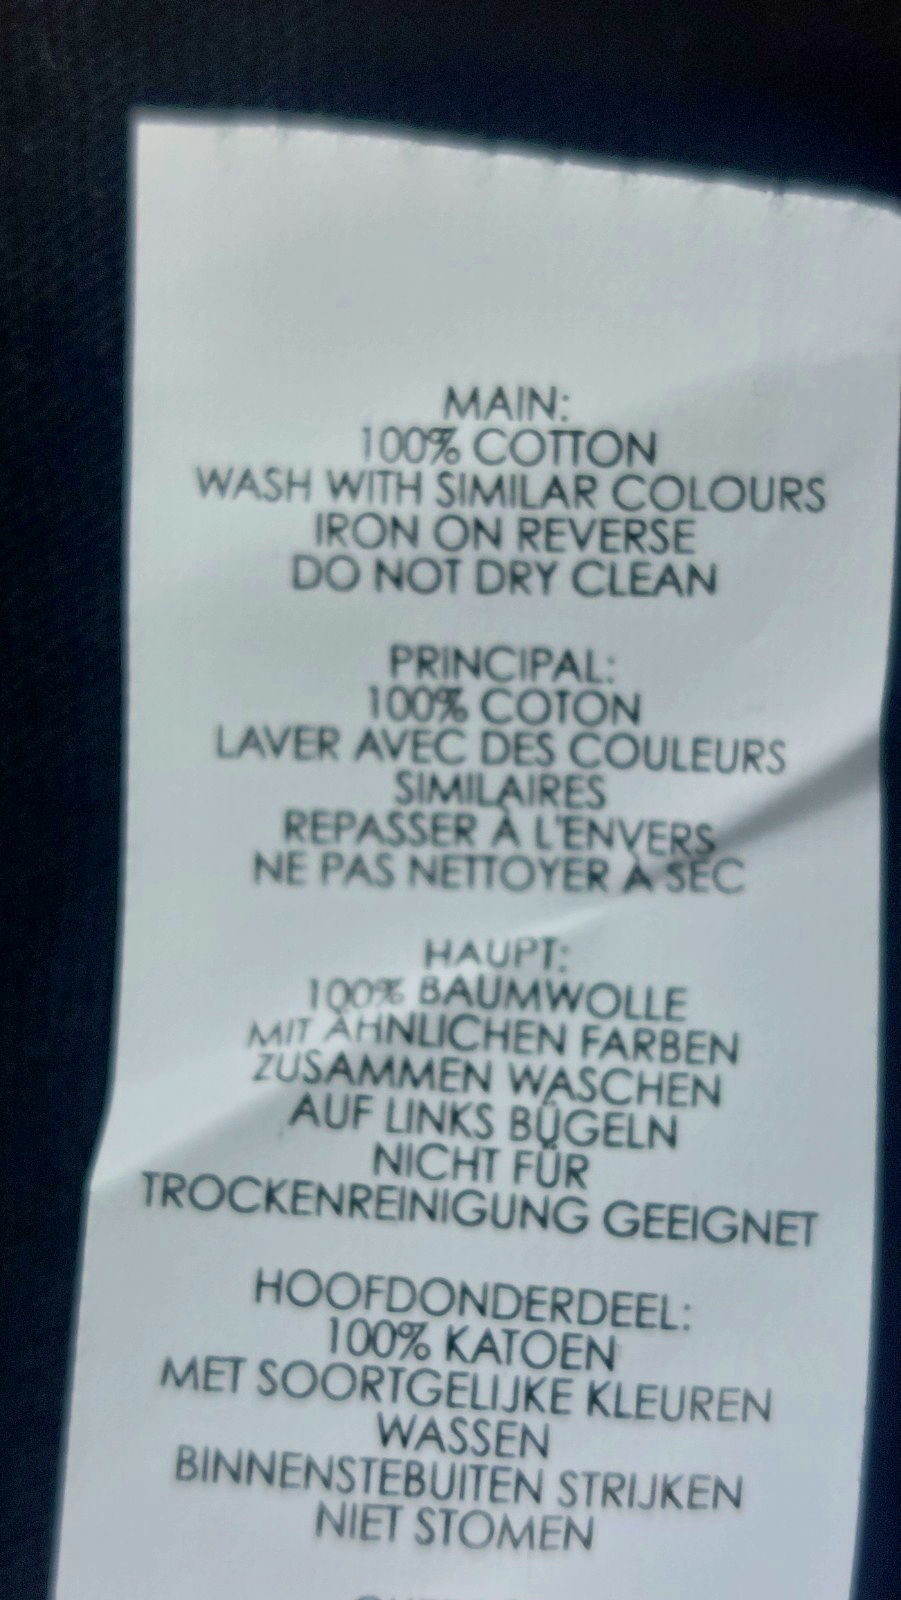 MAIN:
100% COTTON
WASH WITH SIMILAR COLOURS
IRON ON REVERSE
DO NOT DRY CLEAN
PRINCIPAL:
100% COTON
LAVER AVEC DES COULEURS
SIMILAIRES
REPASSER À L'ENVERS
NE PAS NETTOYER À SEC
HAUPT:
100% BAUMWOLLE
MIT ÄHNLICHEN FARBEN
ZUSAMMEN WASCHEN
AUF LINKS BÜGELN
NICHT FÜR
TROCKENREINIGUNG GEEIGNET
HOOFDONDERDEEL:
100% KATOEN
MET SOORTGELIJKE KLEUREN
WASSEN
BINNENSTEBUITEN STRIJKEN
NIET STOMEN